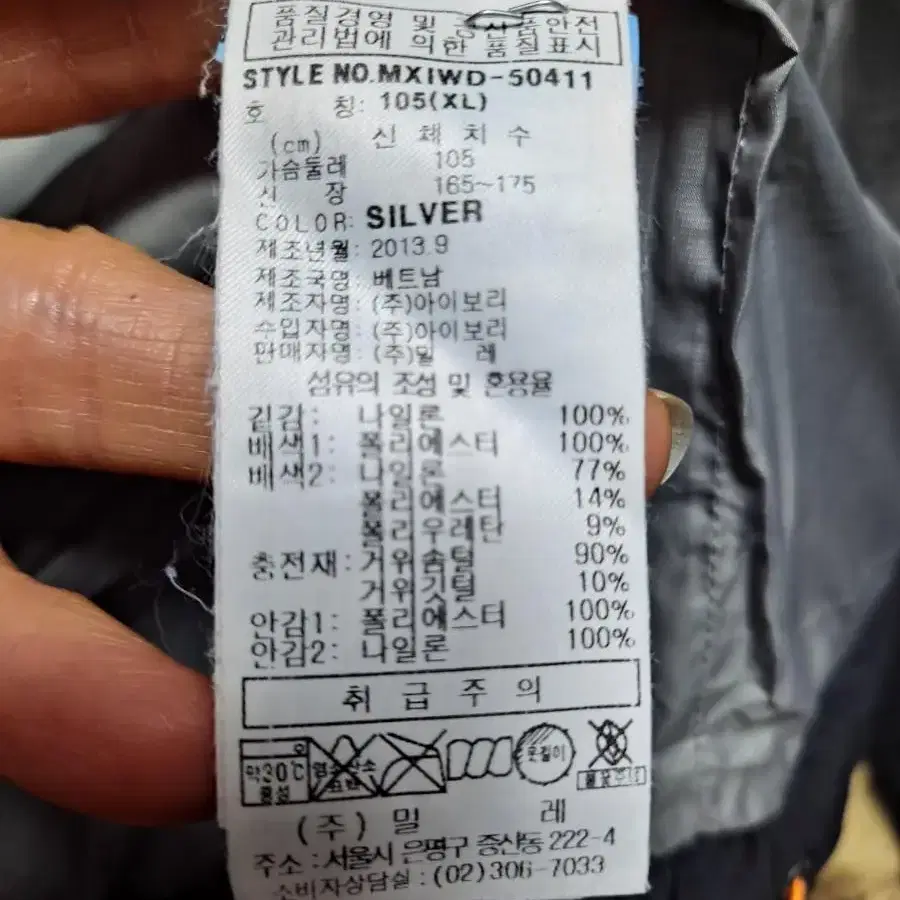 품질경영 및 공산품안전
관리법에 의한 품질표시
STYLE NO.MXIWD-50411
호 칭: 105(XL)
(cm) 신 체 치 수
가슴둘레 105
신 장 165~175
COLOR: SILVER
제조년월: 2013.9
제조국명: 베트남
제조자명: (주)아이보리
수입자명: (주)아이보리
판매자명: (주)밀 레
섬유의 조성 및 혼용율
겉감: 나일론 100%
배색1: 폴리에스터 100%
배색2: 나일론 77%
폴리에스터 14%
폴리우레탄 9%
충전재: 거위솜털 90%
거위깃털 10%
안감1: 폴리에스터 100%
안감2: 나일론 100%
취 급 주 의
약30℃
중성
옷걸이
(주) 밀 레
주소 : 서울시 은평구 증산동 222-4
소비자상담실 : (02)306-7033